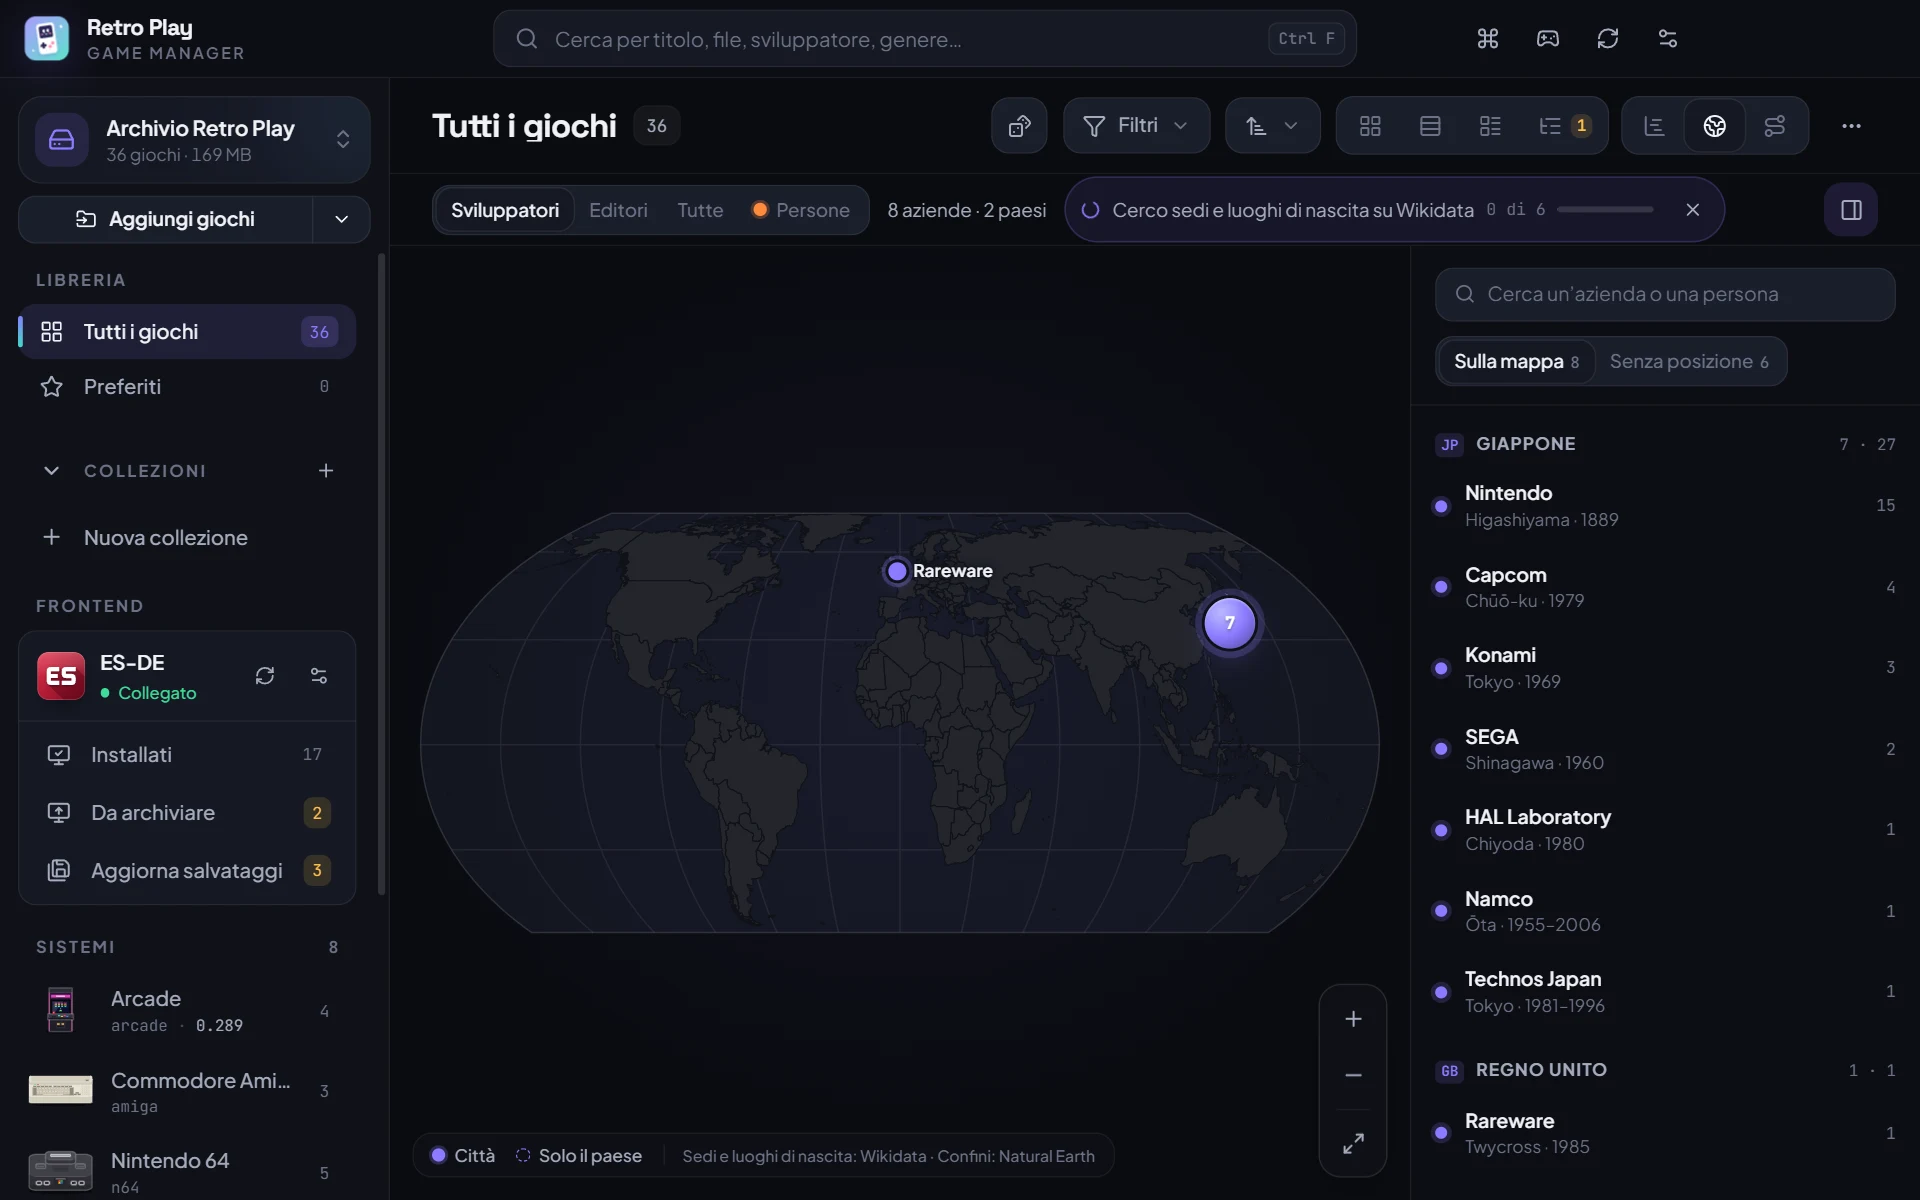 Retro Play
GAME MANAGER
Cerca per titolo, file, sviluppatore, genere...
Ctrl F
Archivio Retro Play
36 giochi · 169 MB
Aggiungi giochi
LIBRERIA
Tutti i giochi 36
Preferiti 0
COLLEZIONI
Nuova collezione
FRONTEND
ES
ES-DE
Collegato
Installati 17
Da archiviare 2
Aggiorna salvataggi 3
SISTEMI 8
Arcade
arcade · 0.289
4
Commodore Ami...
amiga
3
Nintendo 64
n64
5
Tutti i giochi 36
Filtri
1
Sviluppatori Editori Tutte Persone
8 aziende · 2 paesi
Cerco sedi e luoghi di nascita su Wikidata 0 di 6
Rareware
7
Città Solo il paese Sedi e luoghi di nascita: Wikidata · Confini: Natural Earth
Cerca un'azienda o una persona
Sulla mappa 8 Senza posizione 6
JP GIAPPONE 7 · 27
Nintendo
Higashiyama · 1889
15
Capcom
Chūō-ku · 1979
4
Konami
Tokyo · 1969
3
SEGA
Shinagawa · 1960
2
HAL Laboratory
Chiyoda · 1980
1
Namco
Ōta · 1955–2006
1
Technos Japan
Tokyo · 1981–1996
1
GB REGNO UNITO 1 · 1
Rareware
Twycross · 1985
1